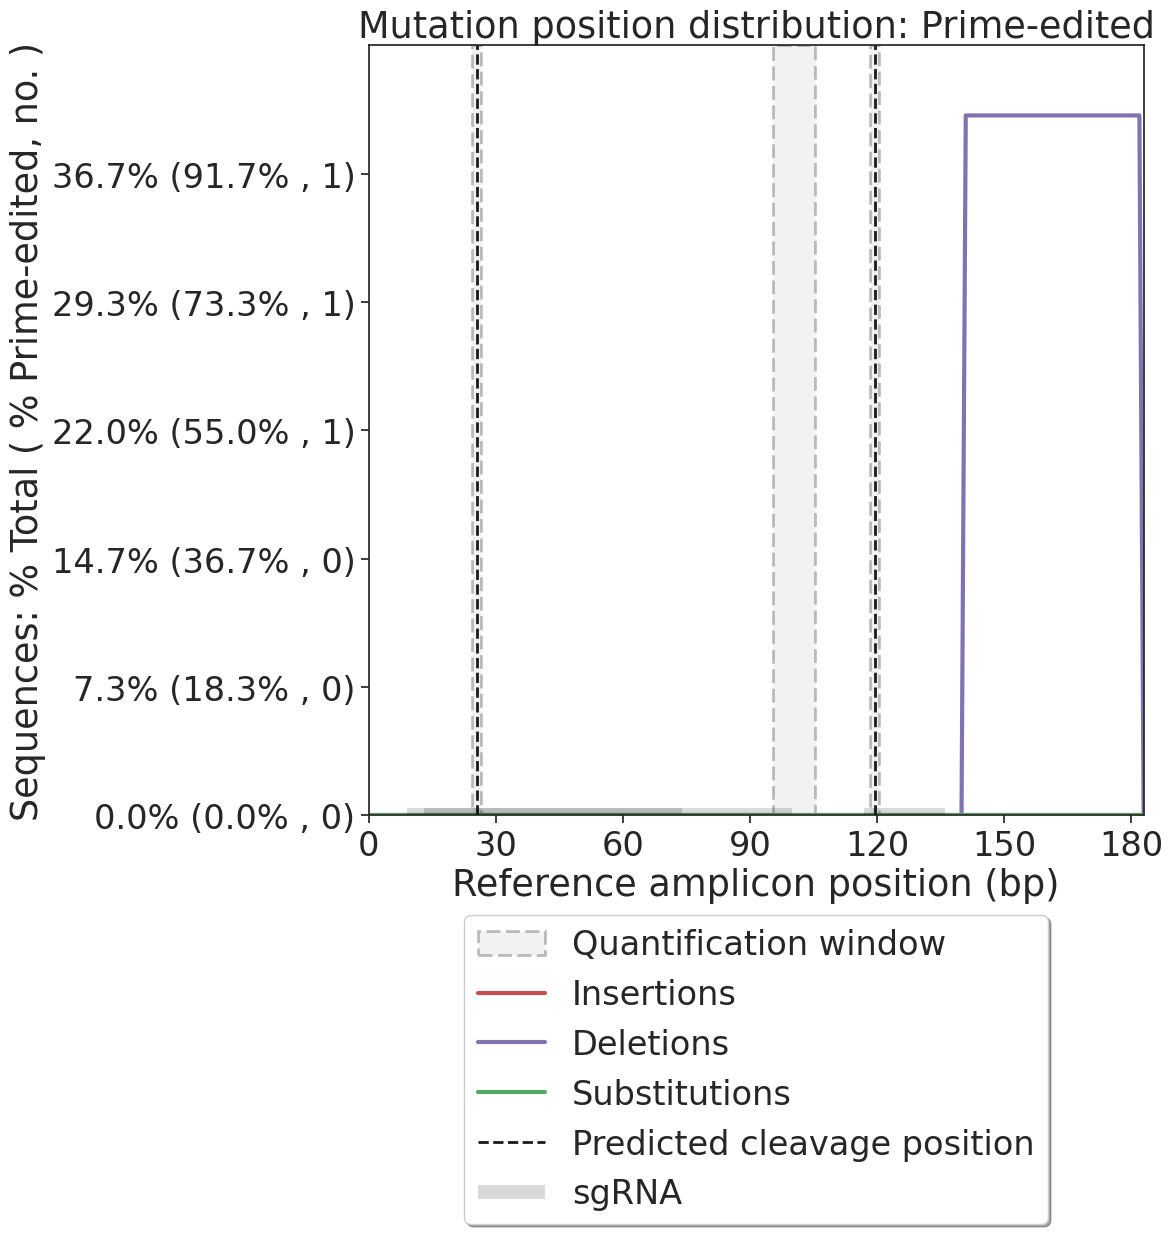 Mutation position distribution: Prime-edited
Sequences: % Total ( % Prime-edited, no. )
36.7% (91.7% , 1)
29.3% (73.3% , 1)
22.0% (55.0% , 1)
14.7% (36.7% , 0)
7.3% (18.3% , 0)
0.0% (0.0% , 0)
0 30 60 90 120 150 180
Reference amplicon position (bp)
Quantification window
Insertions
Deletions
Substitutions
Predicted cleavage position
sgRNA